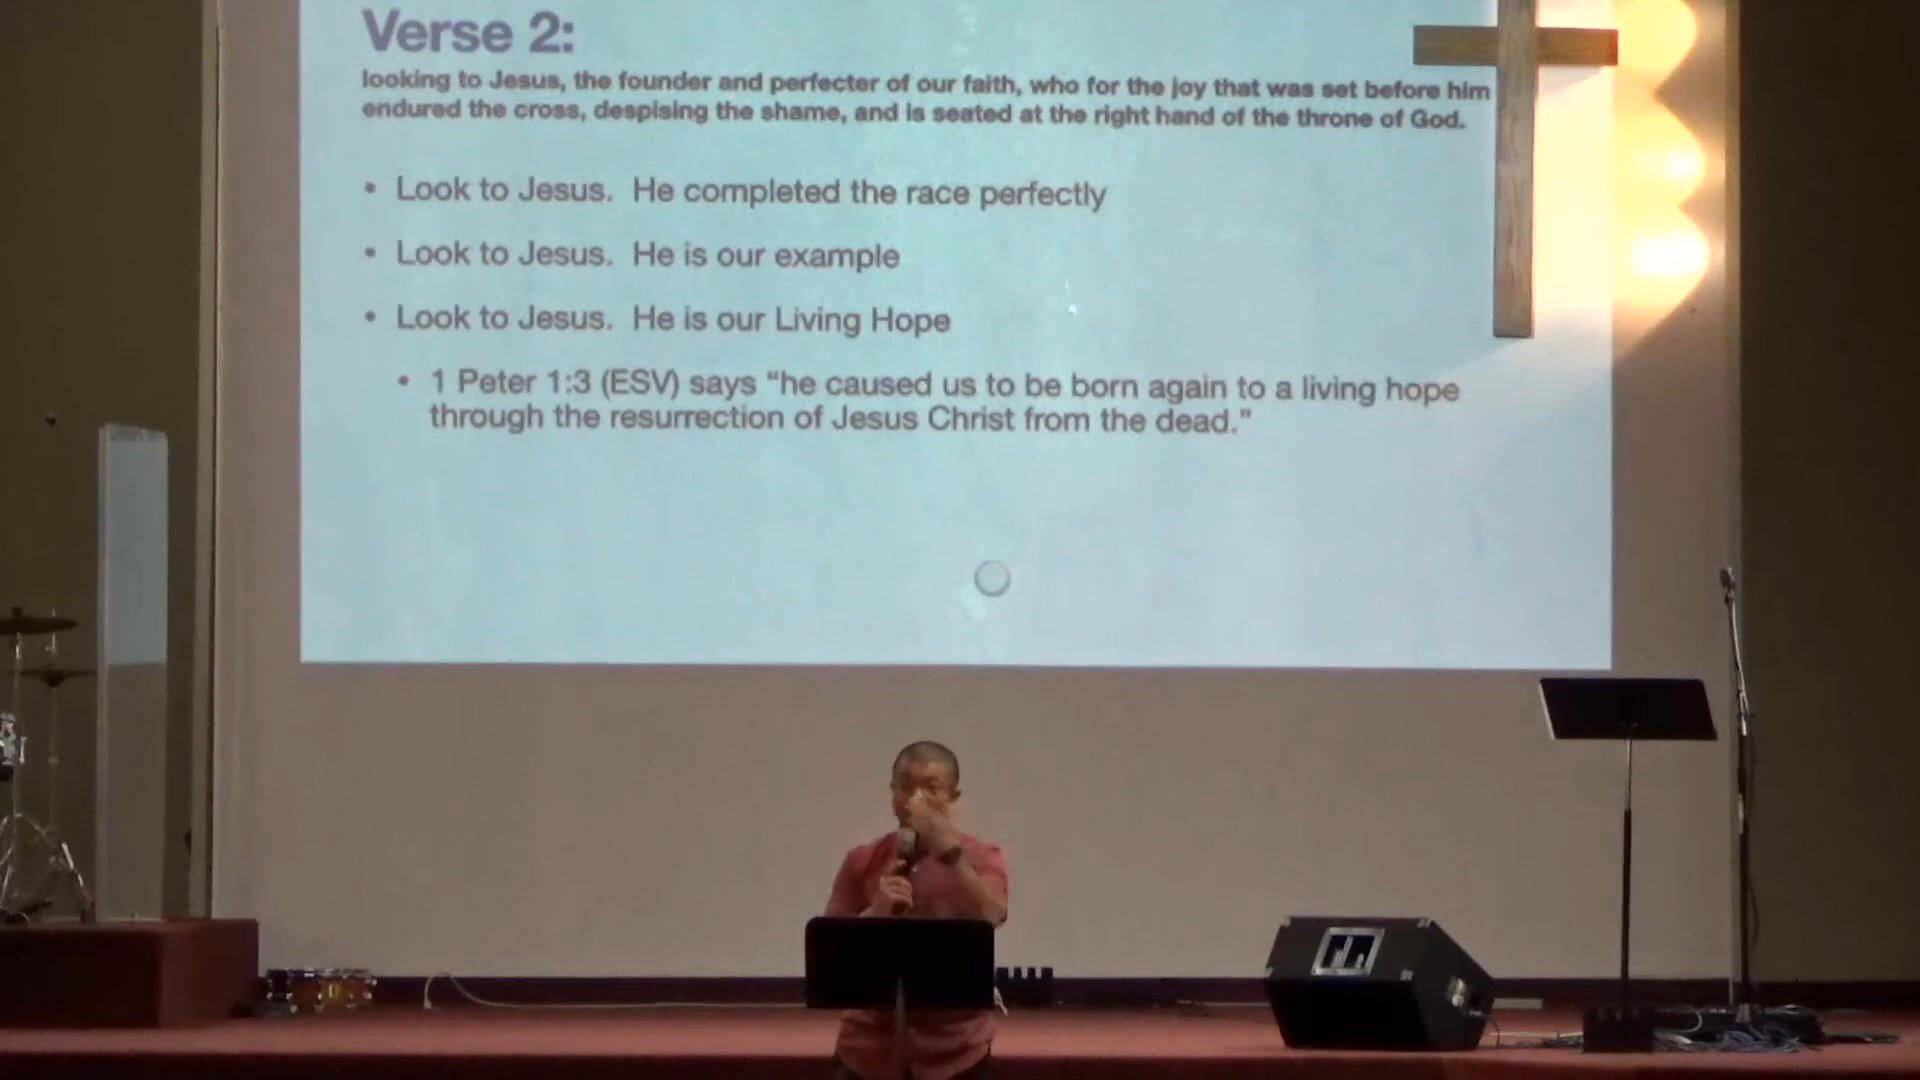 Verse 2:
looking to Jesus, the founder and perfecter of our faith, who for the joy that was set before him
endured the cross, despising the shame, and is seated at the right hand of the throne of God.
• Look to Jesus. He completed the race perfectly
• Look to Jesus. He is our example
• Look to Jesus. He is our Living Hope
• 1 Peter 1:3 (ESV) says “he caused us to be born again to a living hope
through the resurrection of Jesus Christ from the dead.”